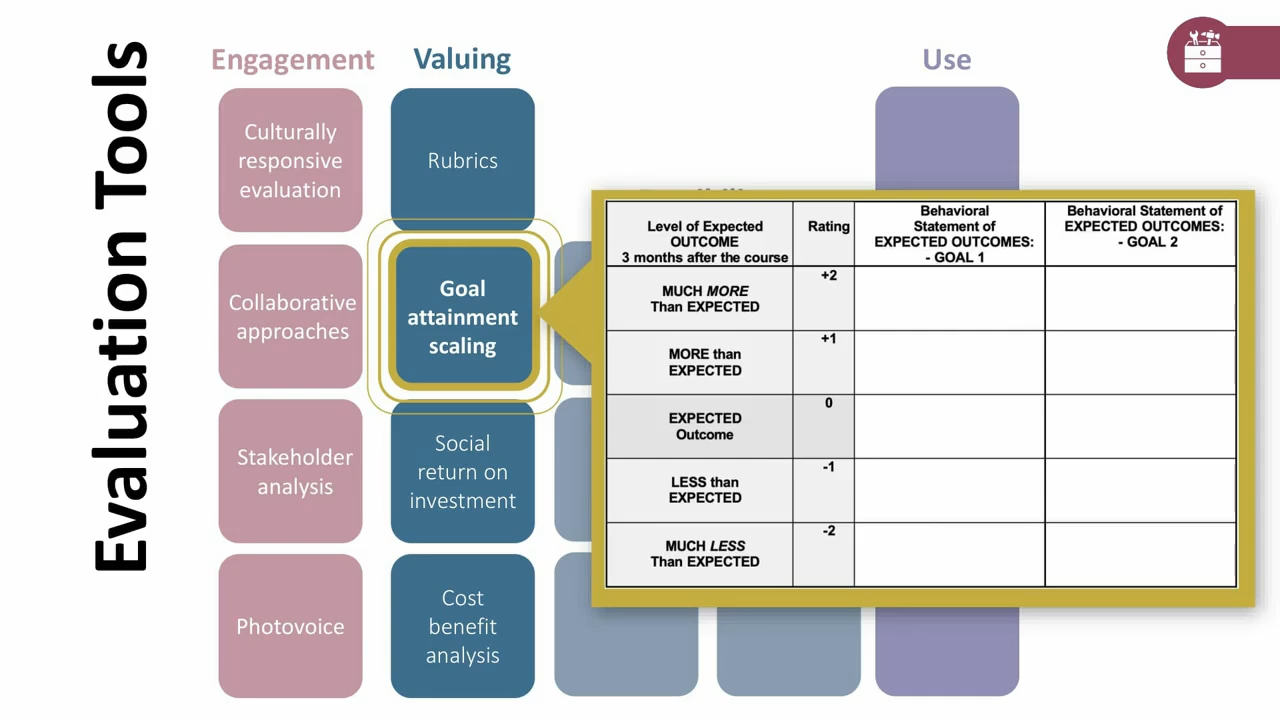 Evaluation Tools
Engagement
Valuing
Use
Culturally
responsive
evaluation
Collaborative
approaches
Stakeholder
analysis
Photovoice
Rubrics
Goal
attainment
scaling
Social
return on
investment
Cost
benefit
analysis
Level of Expected
OUTCOME
3 months after the course
Rating
Behavioral
Statement of
EXPECTED OUTCOMES:
- GOAL 1
Behavioral Statement of
EXPECTED OUTCOMES:
- GOAL 2
MUCH MORE
Than EXPECTED
+2
MORE than
EXPECTED
+1
EXPECTED
Outcome
0
LESS than
EXPECTED
-1
MUCH LESS
Than EXPECTED
-2